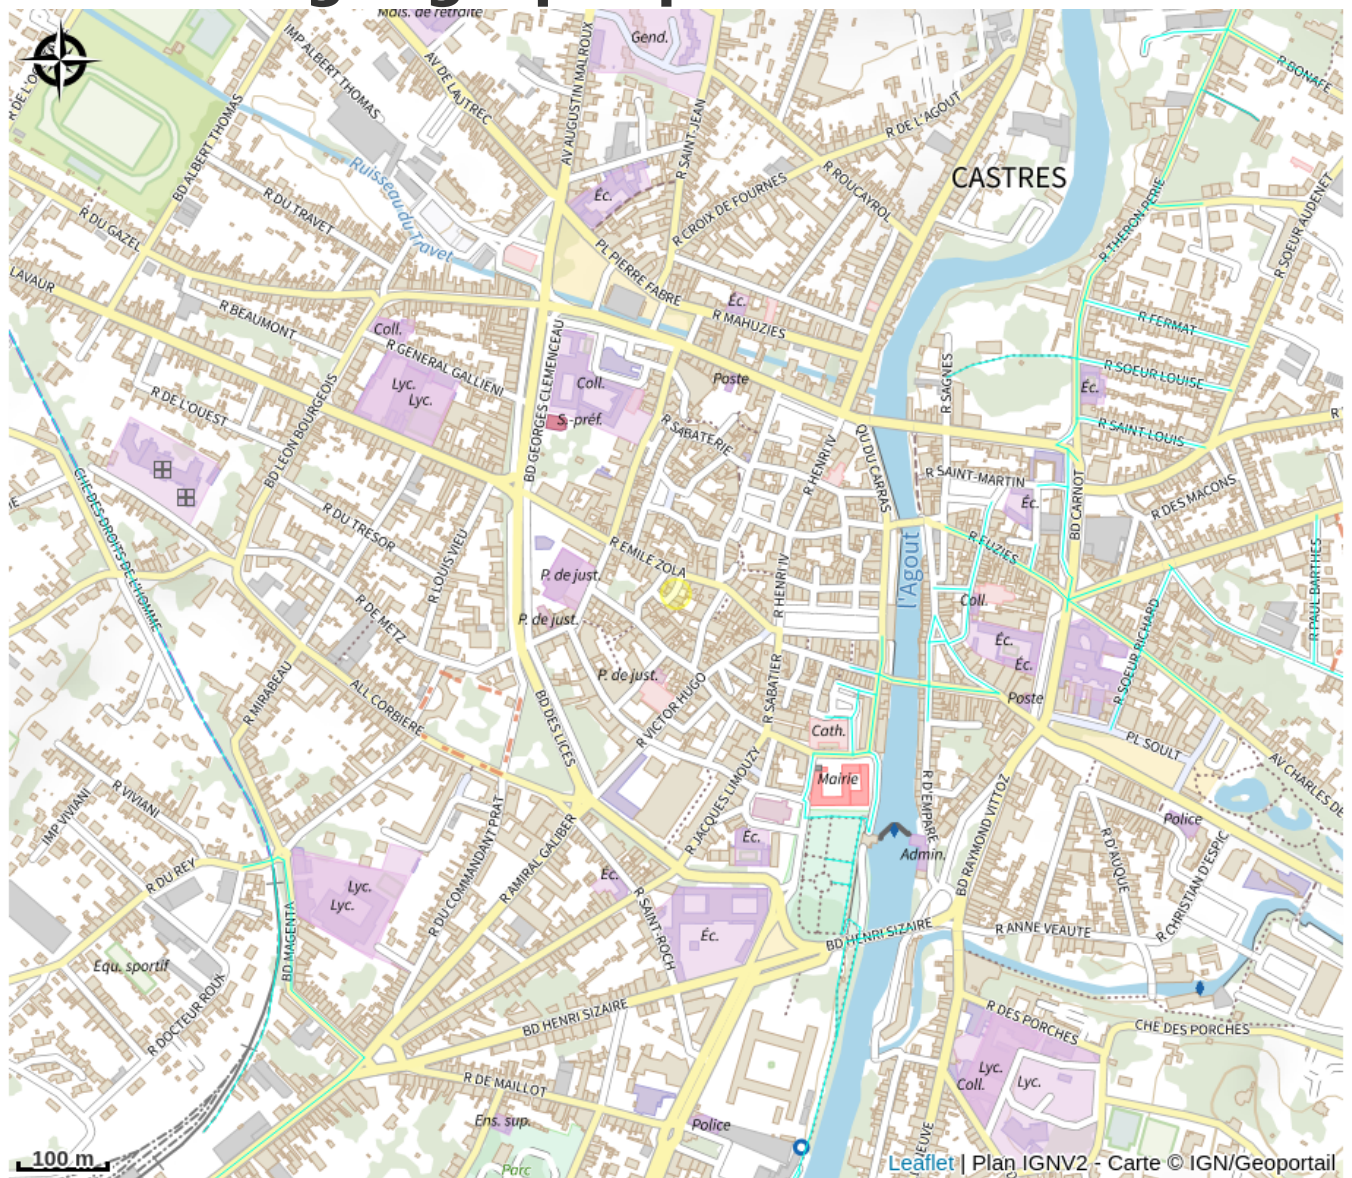 Mais. de retraite
Gend.
R DE L'O
IMP ALBERT THOMAS
AV DE LAUTREC
AV AUGUSTIN MALROUX
R BONAFE
BD ALBERT THOMAS
R SAINT-JEAN
R DE L'AGOUT
Ruisseau du Travet
R ROUCAYROL
CASTRES
R DU TRAVET
Éc.
R CROIX DE FOURNES
R THERON PERIE
R SOEUR AUDENET
R DU GAZEL
PL PIERRE FABRE
LAVAUR
R BEAUMONT
Éc.
R MAHUZIES
R FERMAT
Coll.
R GENERAL GALLIENI
BD GEORGES CLEMENCEAU
R SAGNES
R SOEUR LOUISE
Lyc.
Lyc.
Coll.
Poste
Éc.
R DE L'OUEST
BD LEON BOURGEOIS
S.-préf.
R SABATERIE
R HENRI IV
QU DU CARRAS
R SAINT-LOUIS
R SAINT-MARTIN
R DES MACONS
CHE DES DROITS DE L'HOMME
R DU TRESOR
Éc.
BD CARNOT
R EMILE ZOLA
R EUZIES
l'Agout
R LOUIS VIEU
P. de just.
R HENRI IV
R PAUL BARTHES
R DE METZ
P. de just.
Coll.
Éc.
Éc.
R SOEUR RICHARD
R MIRABEAU
ALL CORBIERE
P. de just.
R SABATIER
Poste
BD DES LICES
R VICTOR HUGO
Cath.
PL SOULT
Mairie
AV CHARLES DE
R VIVIANI
IMP VIVIANI
R JACQUES LIMOUZY
R D'EMPARE
BD RAYMOND VITTOZ
Police
R DU COMMANDANT PRAT
R AMIRAL GALIBER
Éc.
Admin.
R D'AUQUE
R CHRISTIAN D'ESPIC
R DU REY
Lyc.
Lyc.
Éc.
R SAINT-ROCH
BD MAGENTA
Éc.
BD HENRI SIZAIRE
R ANNE VEAUTE
Équ. sportif
R DOCTEUR ROUX
BD HENRI SIZAIRE
R DES PORCHES
CHE DES PORCHES
R DE MAILLOT
Lyc.
Coll.
Lyc.
Ens. sup.
Police
100 m
Parc
Leaflet | Plan IGNV2 - Carte © IGN/Geoportail